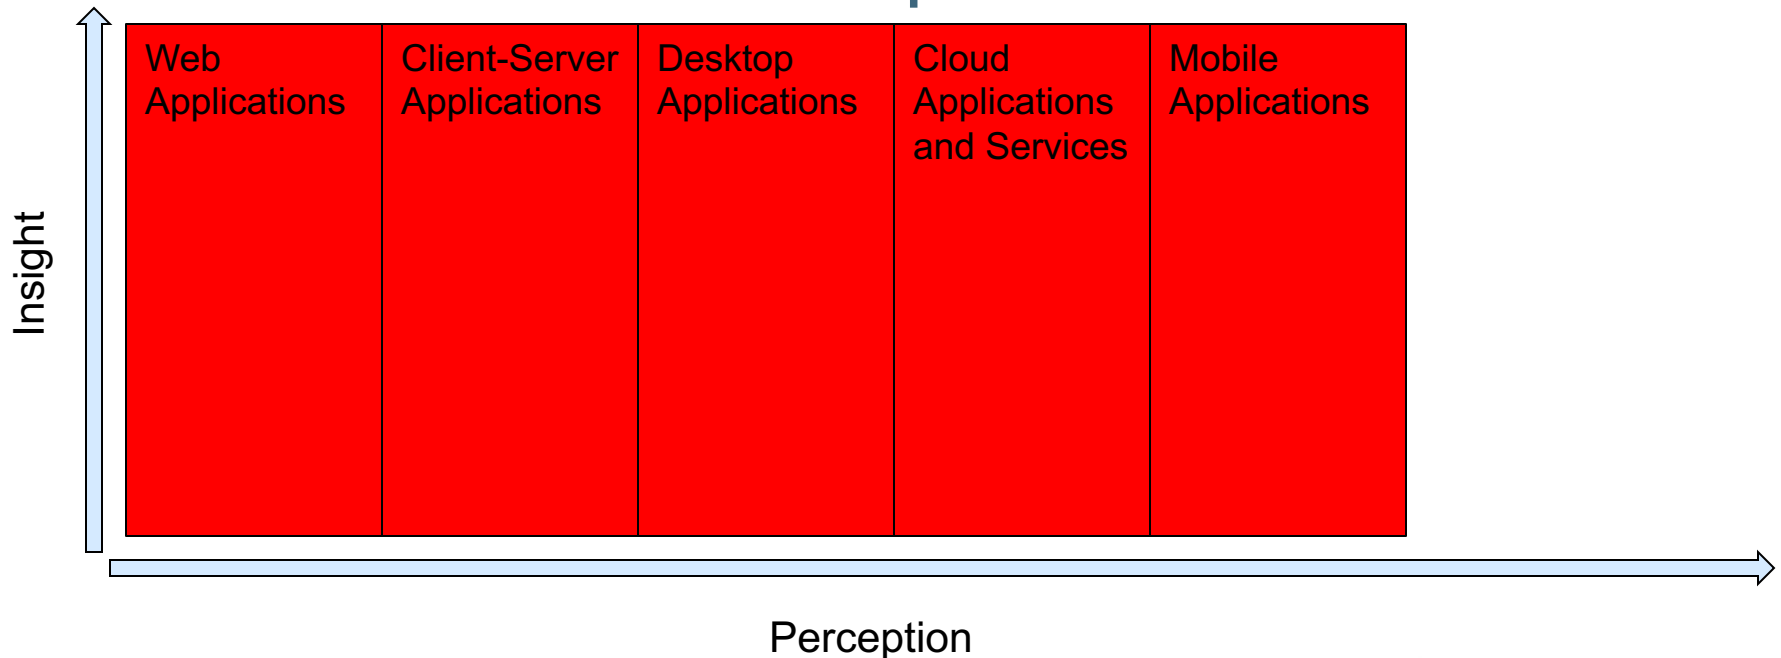 Web
Applications
Client-Server
Applications
Desktop
Applications
Cloud
Applications
and Services
Mobile
Applications
Insight
Perception